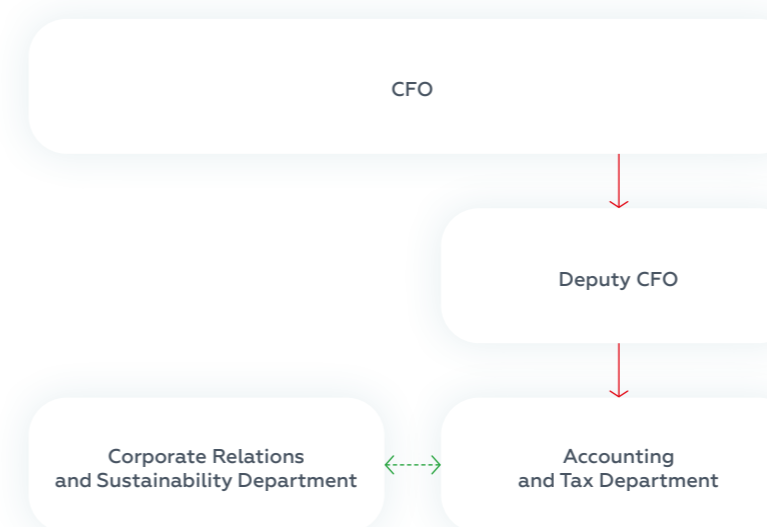 CFO
Deputy CFO
Corporate Relations
and Sustainability Department
Accounting
and Tax Department